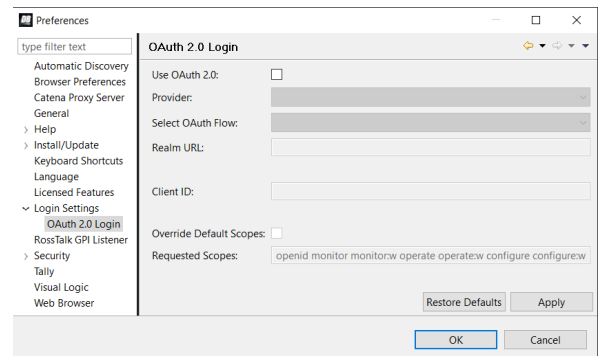 Preferences
type filter text
Automatic Discovery
Browser Preferences
Catena Proxy Server
General
Help
Install/Update
Keyboard Shortcuts
Language
Licensed Features
Login Settings
OAuth 2.0 Login
RossTalk GPI Listener
Security
Tally
Visual Logic
Web Browser
OAuth 2.0 Login
Use OAuth 2.0:
Provider:
Select OAuth Flow:
Realm URL:
Client ID:
Override Default Scopes:
Requested Scopes: openid monitor monitor:w operate operate:w configure configure:w
Restore Defaults Apply
OK Cancel